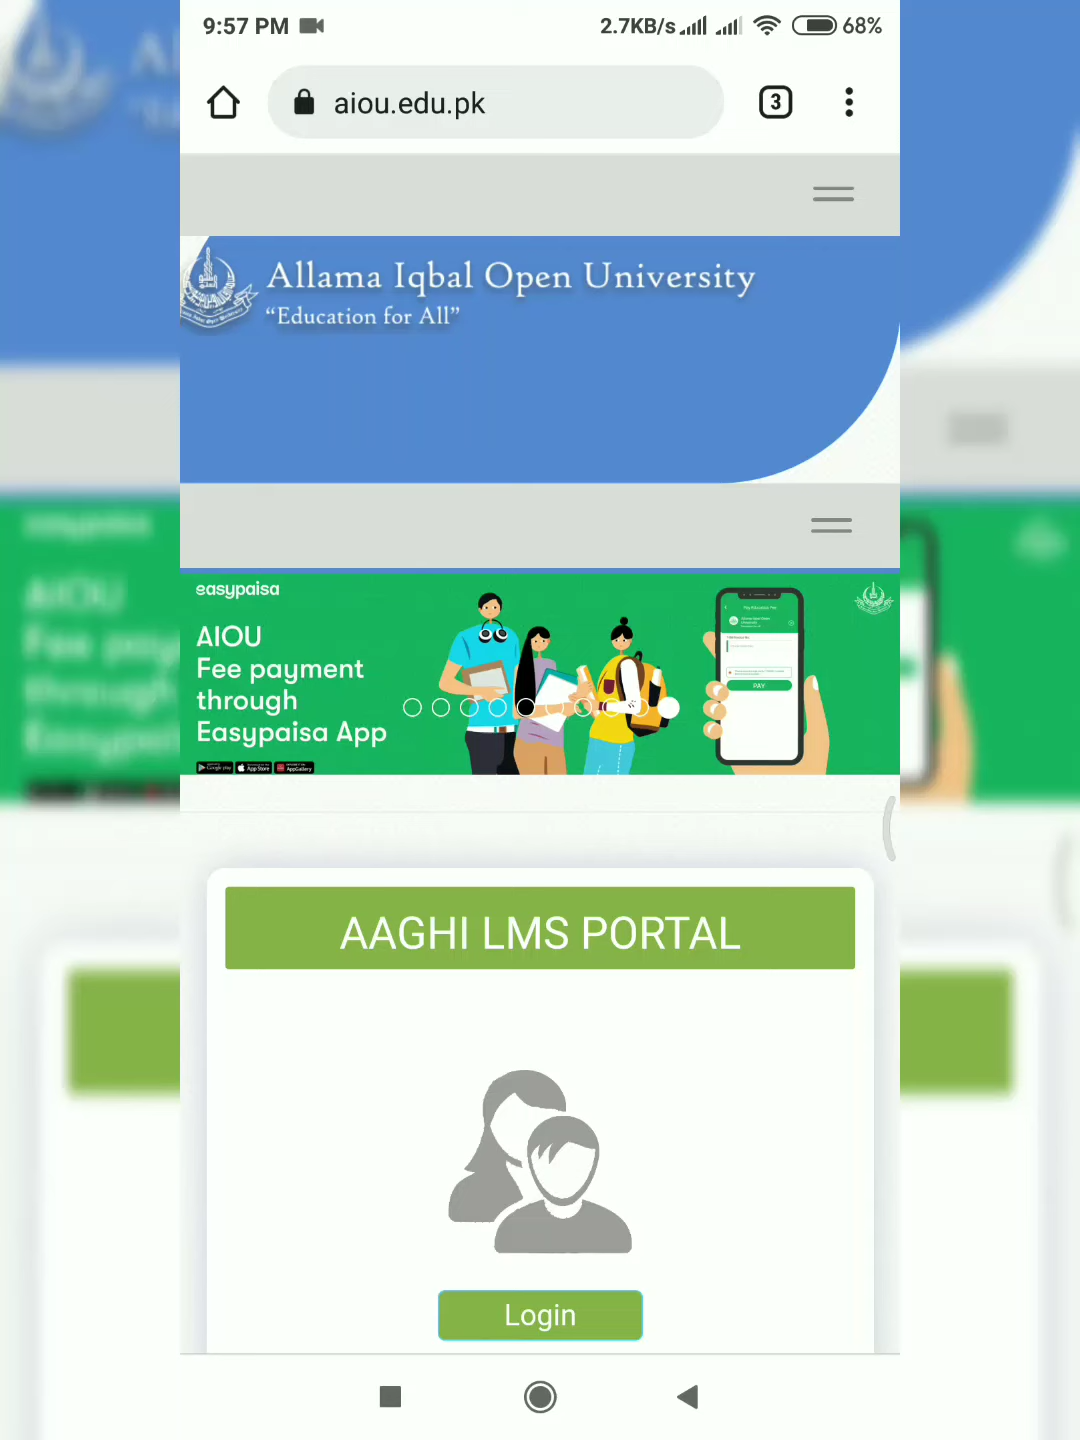 9:57 PM
2.7KB/s
68%
aiou.edu.pk
3
Allama Iqbal Open University
“Education for All”
easypaisa
AIOU
Fee payment
through
Easypaisa App
PAY
AAGHI LMS PORTAL
Login